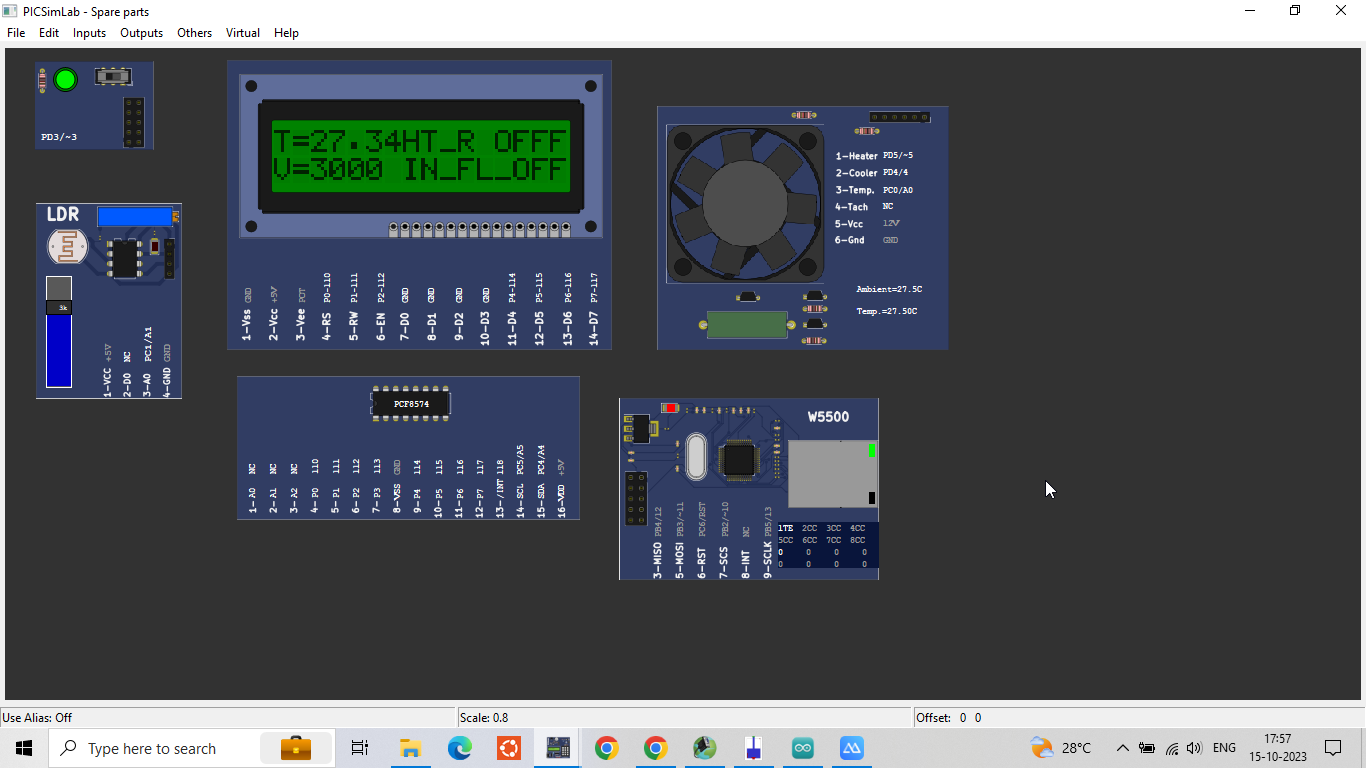 PICSimLab - Spare parts
File Edit Inputs Outputs Others Virtual Help
PD3/~3
T=27.34HT_R OFFF
V=3000 IN_FL_OFF
1-Vss GND
2-Vcc +5V
3-Vee POT
4-RS P0-110
5-RW P1-111
6-EN P2-112
7-D0 GND
8-D1 GND
9-D2 GND
10-D3 GND
11-D4 P4-114
12-D5 P5-115
13-D6 P6-116
14-D7 P7-117
1-Heater PD5/~5
2-Cooler PD4/4
3-Temp. PC0/A0
4-Tach NC
5-Vcc 12V
6-Gnd GND
Ambient=27.5C
Temp.=27.50C
LDR
3k
1-VCC +5V
2-D0 NC
3-A0 PC1/A1
4-GND GND
PCF8574
1-A0 NC
2-A1 NC
3-A2 NC
4-P0 110
5-P1 111
6-P2 112
7-P3 113
8-VSS GND
9-P4 114
10-P5 115
11-P6 116
12-P7 117
13-/INT 118
14-SCL PC5/A5
15-SDA PC4/A4
16-VDD +5V
W5500
3-MISO PB4/12
5-MOSI PB3/~11
6-RST PC6/RST
7-SCS PB2/~10
8-INT NC
9-SCLK PB5/13
1TE 2CC 3CC 4CC
5CC 6CC 7CC 8CC
0 0 0 0
0 0 0 0
Use Alias: Off Scale: 0.8 Offset: 0 0
Type here to search 28°C ENG 17:57
15-10-2023